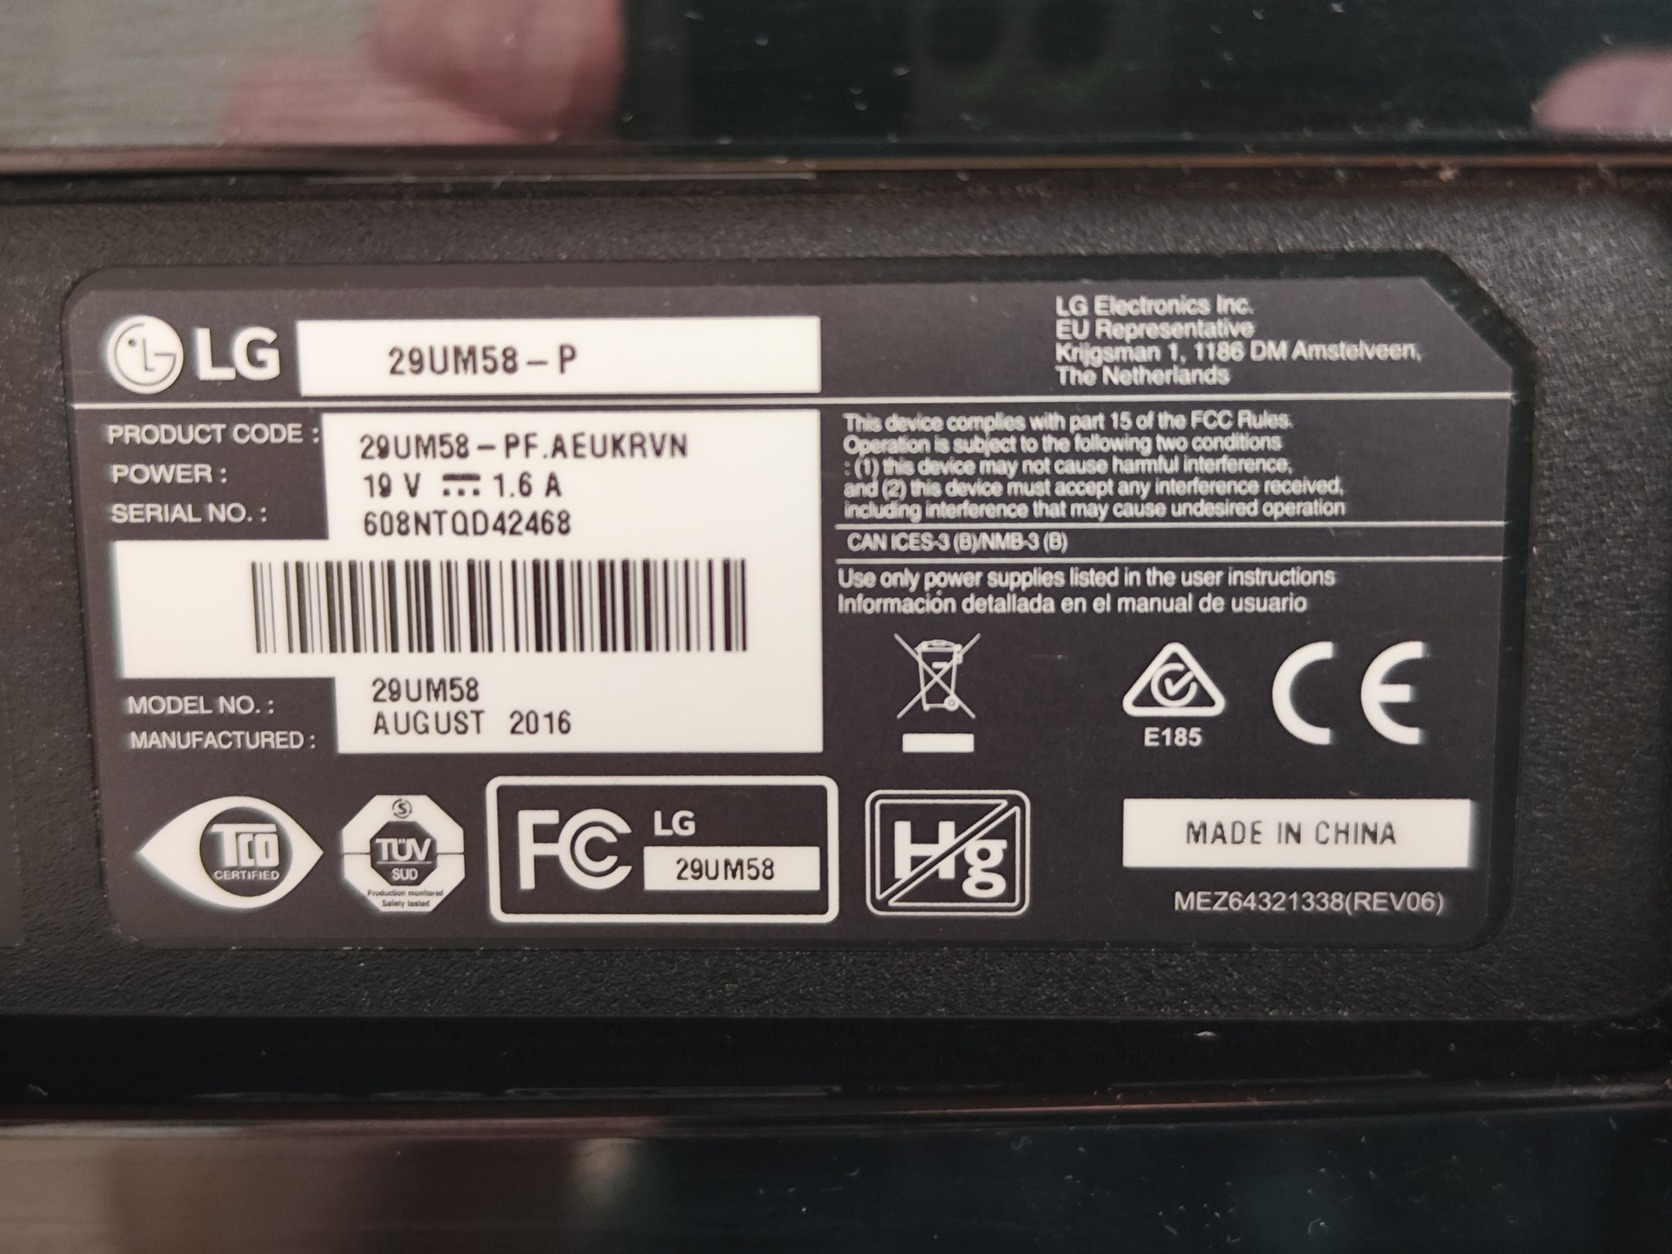 LG 29UM58-P
LG Electronics Inc.
EU Representative
Krijgsman 1, 1186 DM Amstelveen,
The Netherlands
PRODUCT CODE : 29UM58-PF.AEUKRVN
POWER : 19 V 1.6 A
SERIAL NO. : 608NTQD42468
MODEL NO. : 29UM58
MANUFACTURED : AUGUST 2016
This device complies with part 15 of the FCC Rules.
Operation is subject to the following two conditions
: (1) this device may not cause harmful interference,
and (2) this device must accept any interference received,
including interference that may cause undesired operation
CAN ICES-3 (B)/NMB-3 (B)
Use only power supplies listed in the user instructions
Información detallada en el manual de usuario
E185
CE
TCO
CERTIFIED
S
TÜV
SUD
Production monitored
Safety tested
FC LG
29UM58
Hg
MADE IN CHINA
MEZ64321338(REV06)